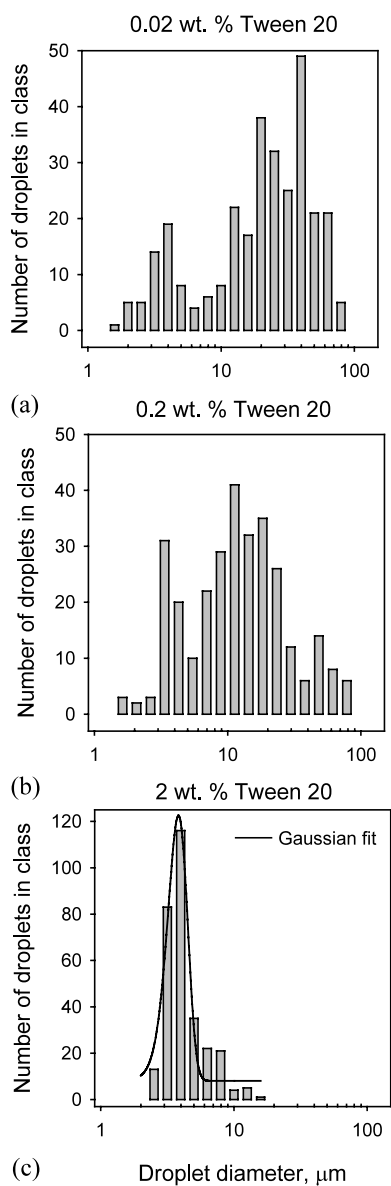 0.02 wt. % Tween 20
50
40
30
20
10
0
Number of droplets in class
1
10
100
(a)
0.2 wt. % Tween 20
50
40
30
20
10
0
Number of droplets in class
1
10
100
(b)
2 wt. % Tween 20
120
100
80
60
40
20
0
Number of droplets in class
Gaussian fit
1
10
100
(c)
Droplet diameter, μm